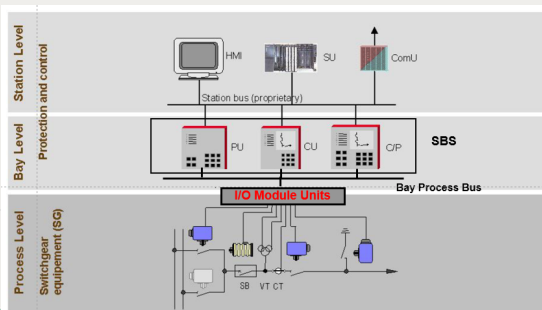 Station Level
Protection and control
HMI
SU
ComU
Station bus (proprietary)
Bay Level
PU
CU
C/P
SBS
Bay Process Bus
I/O Module Units
Process Level
Switchgear
equipement (SG)
SB
VT
CT